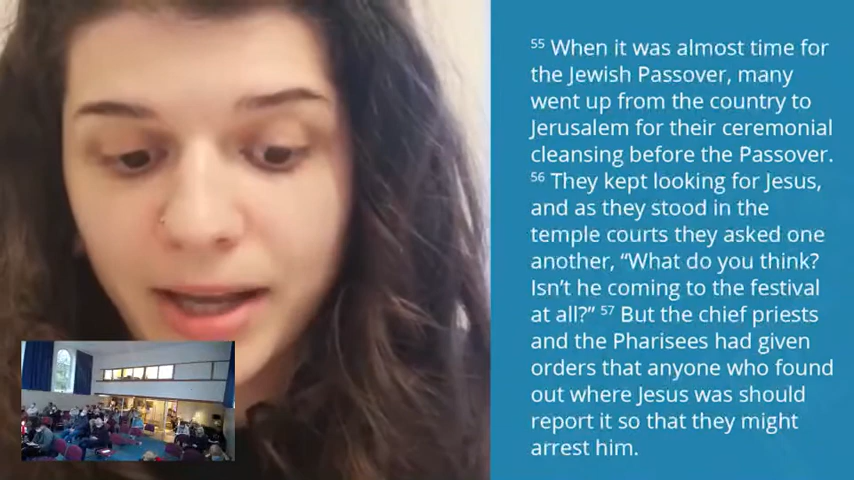 55 When it was almost time for
the Jewish Passover, many
went up from the country to
Jerusalem for their ceremonial
cleansing before the Passover.
56 They kept looking for Jesus,
and as they stood in the
temple courts they asked one
another, “What do you think?
Isn’t he coming to the festival
at all?” 57 But the chief priests
and the Pharisees had given
orders that anyone who found
out where Jesus was should
report it so that they might
arrest him.